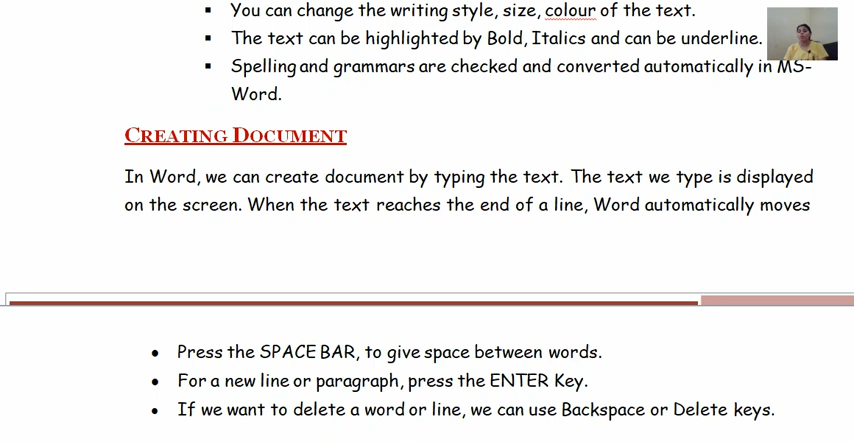 ▪ You can change the writing style, size, colour of the text.
▪ The text can be highlighted by Bold, Italics and can be underline.
▪ Spelling and grammars are checked and converted automatically in MS-
Word.
CREATING DOCUMENT
In Word, we can create document by typing the text. The text we type is displayed
on the screen. When the text reaches the end of a line, Word automatically moves
• Press the SPACE BAR, to give space between words.
• For a new line or paragraph, press the ENTER Key.
• If we want to delete a word or line, we can use Backspace or Delete keys.